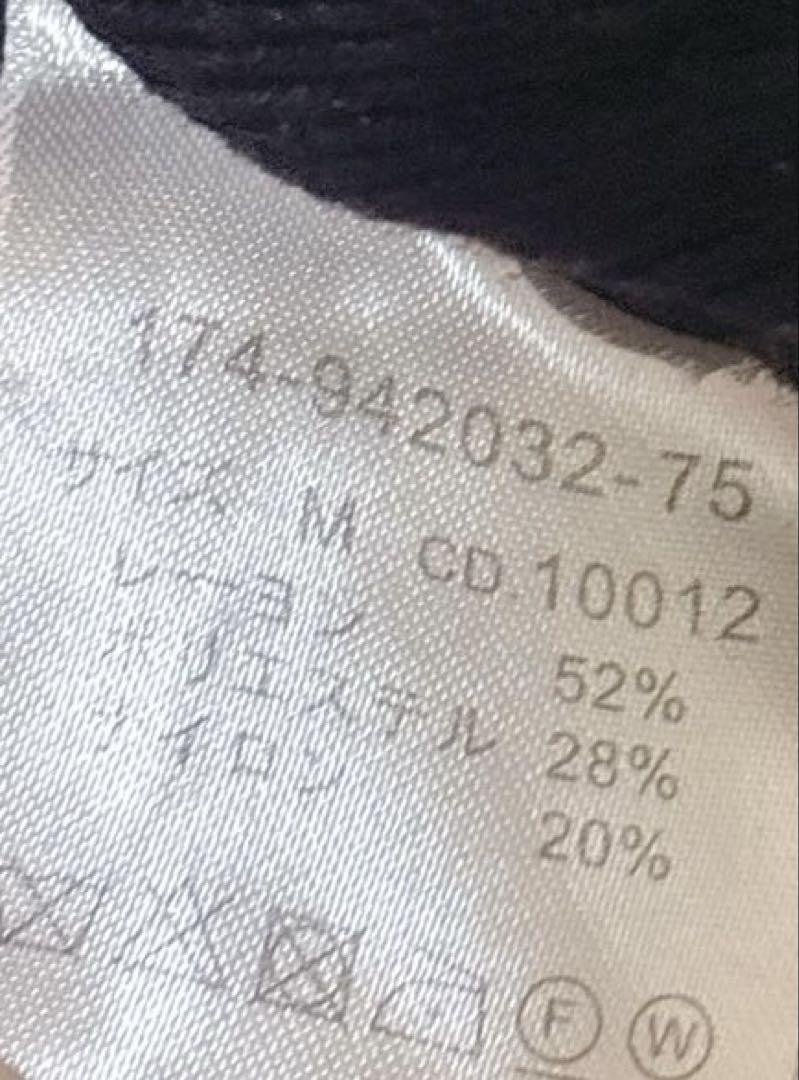 174-942032-75
サイズ M CD.10012
レーヨン 52%
ポリエステル 28%
ナイロン 20%
F W